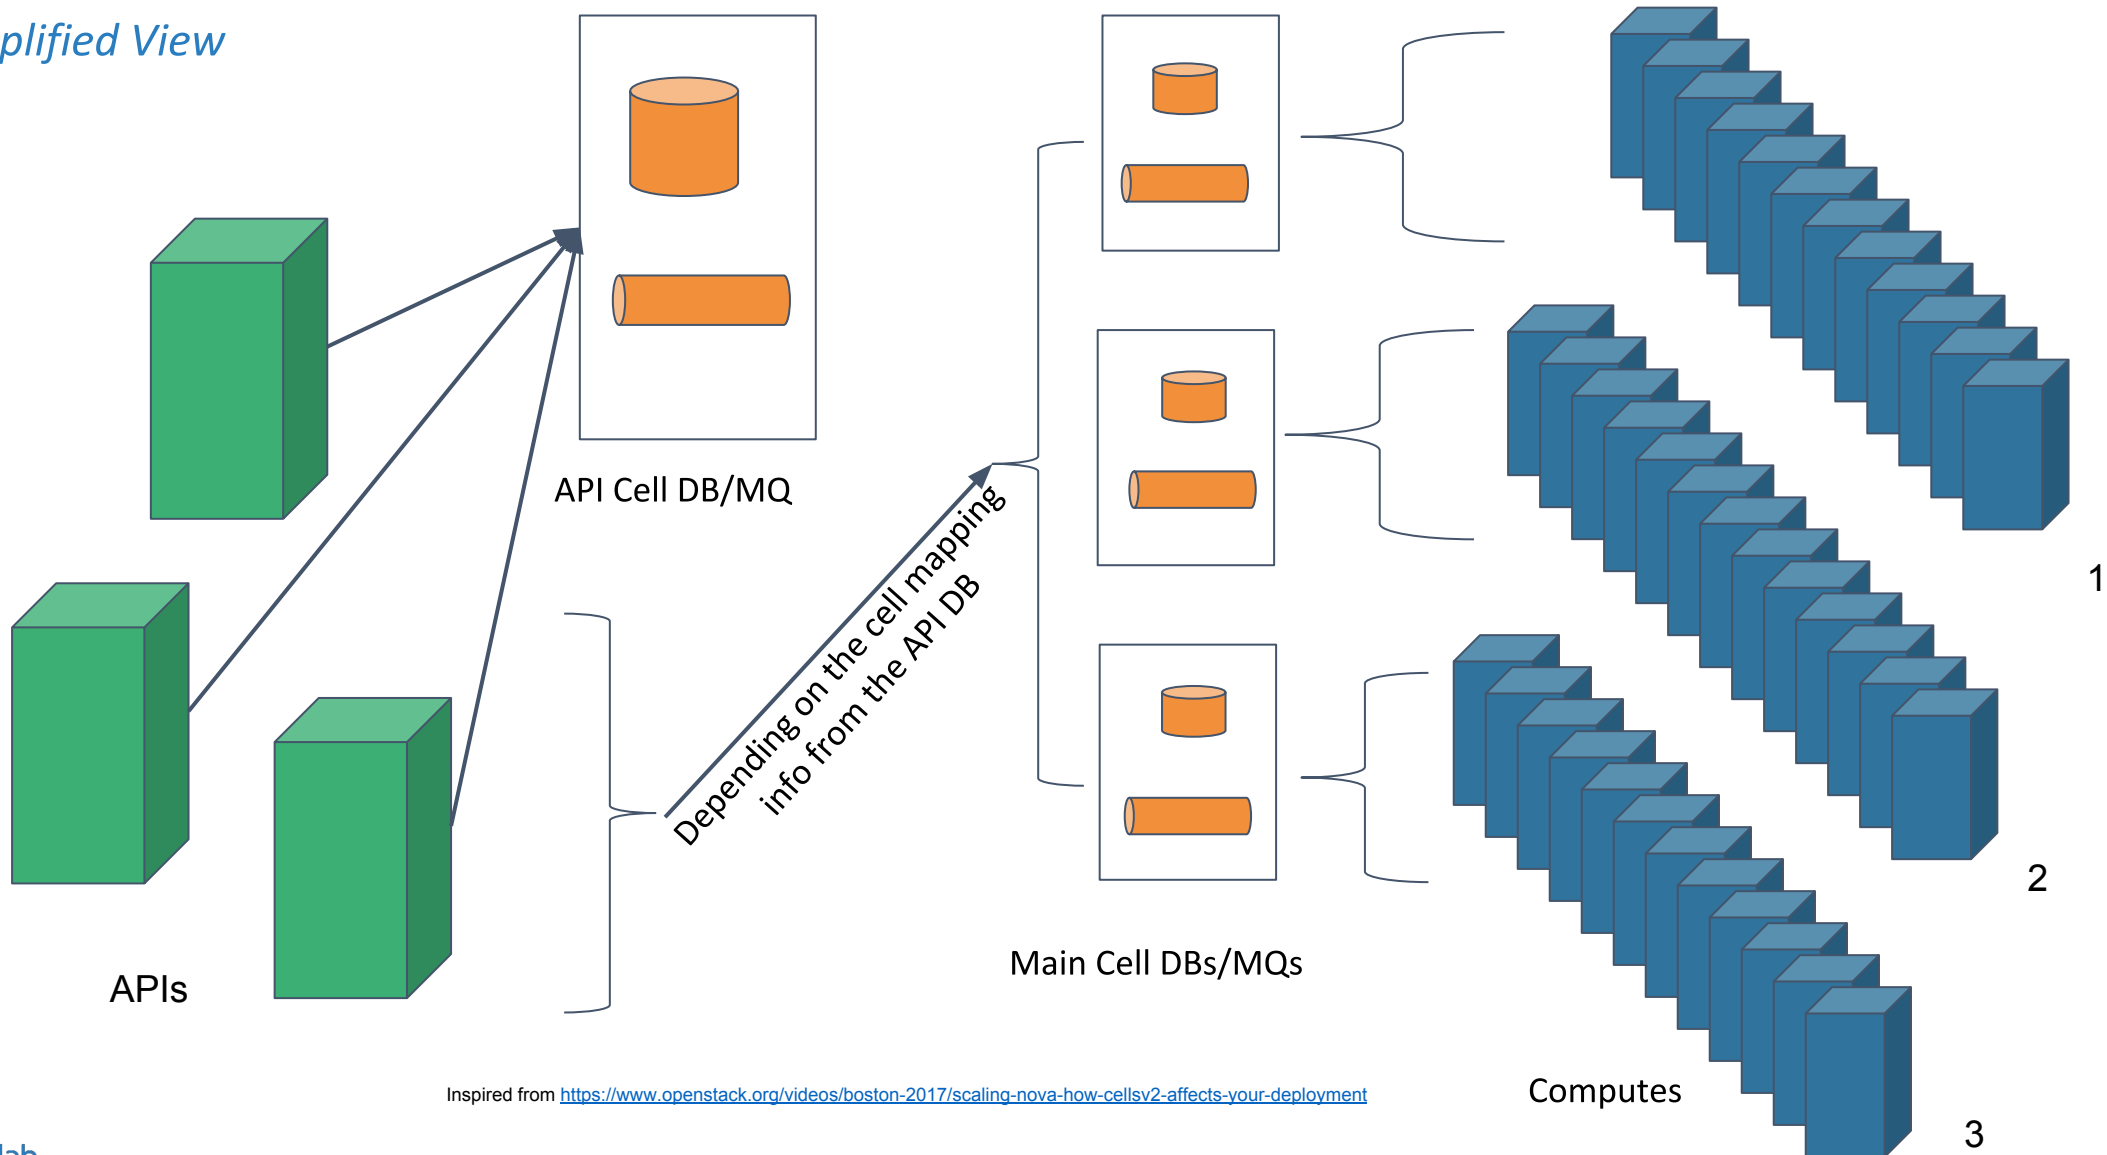 plified View
API Cell DB/MQ
Depending on the cell mapping
info from the API DB
1
2
Main Cell DBs/MQs
APIs
Computes
Inspired from https://www.openstack.org/videos/boston-2017/scaling-nova-how-cellsv2-affects-your-deployment
3
lab